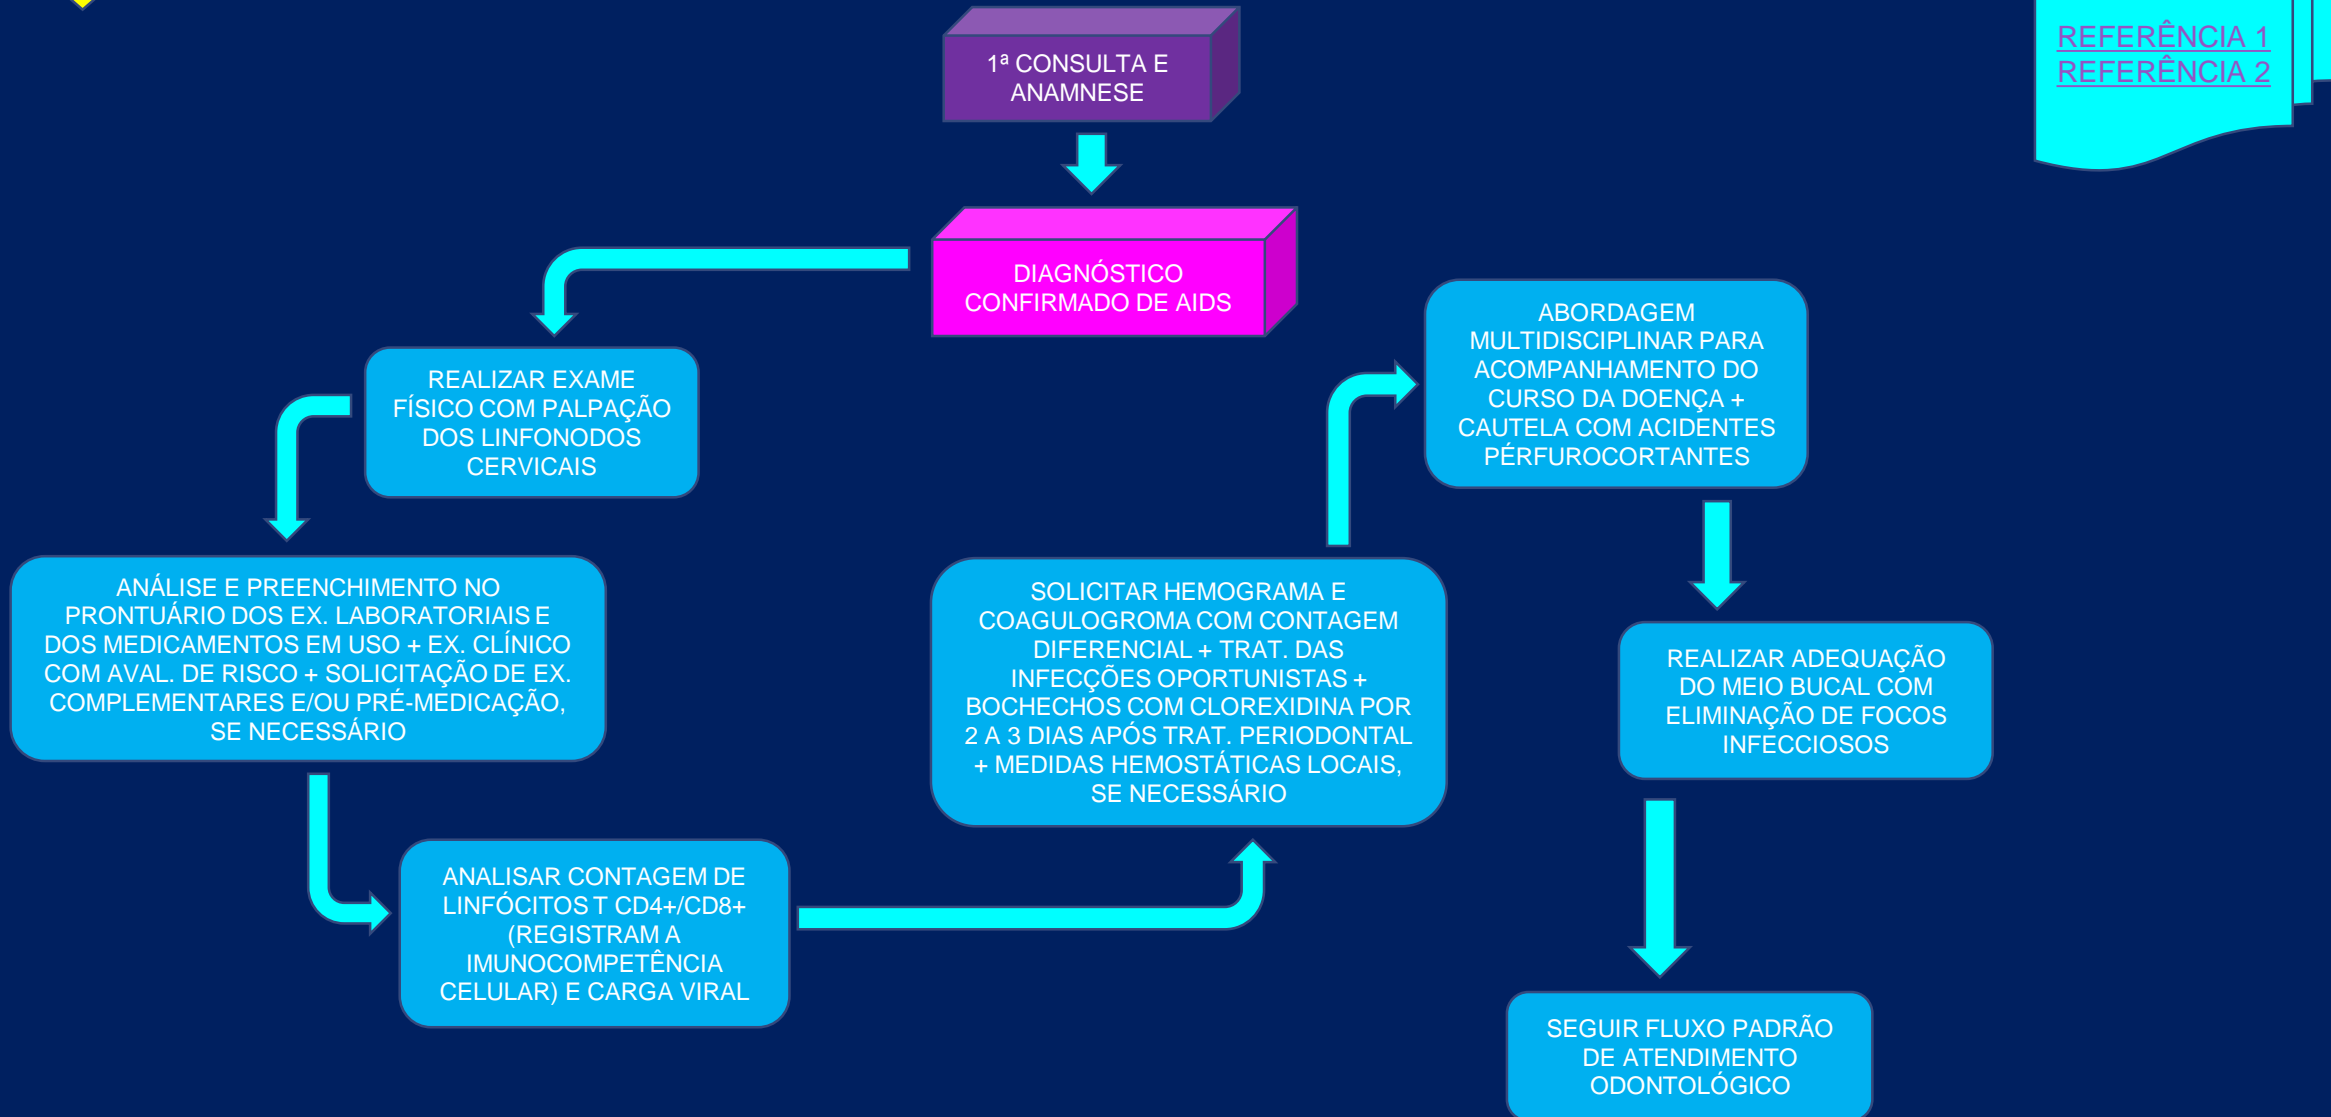 1ª CONSULTA E
ANAMNESE
REFERÊNCIA 1
REFERÊNCIA 2
DIAGNÓSTICO
CONFIRMADO DE AIDS
REALIZAR EXAME
FÍSICO COM PALPAÇÃO
DOS LINFONODOS
CERVICAIS
ANÁLISE E PREENCHIMENTO NO
PRONTUÁRIO DOS EX. LABORATORIAIS E
DOS MEDICAMENTOS EM USO + EX. CLÍNICO
COM AVAL. DE RISCO + SOLICITAÇÃO DE EX.
COMPLEMENTARES E/OU PRÉ-MEDICAÇÃO,
SE NECESSÁRIO
ANALISAR CONTAGEM DE
LINFÓCITOS T CD4+/CD8+
(REGISTRAM A
IMUNOCOMPETÊNCIA
CELULAR) E CARGA VIRAL
SOLICITAR HEMOGRAMA E
COAGULOGROMA COM CONTAGEM
DIFERENCIAL + TRAT. DAS
INFECÇÕES OPORTUNISTAS +
BOCHECHOS COM CLOREXIDINA POR
2 A 3 DIAS APÓS TRAT. PERIODONTAL
+ MEDIDAS HEMOSTÁTICAS LOCAIS,
SE NECESSÁRIO
ABORDAGEM
MULTIDISCIPLINAR PARA
ACOMPANHAMENTO DO
CURSO DA DOENÇA +
CAUTELA COM ACIDENTES
PÉRFUROCORTANTES
REALIZAR ADEQUAÇÃO
DO MEIO BUCAL COM
ELIMINAÇÃO DE FOCOS
INFECCIOSOS
SEGUIR FLUXO PADRÃO
DE ATENDIMENTO
ODONTOLÓGICO